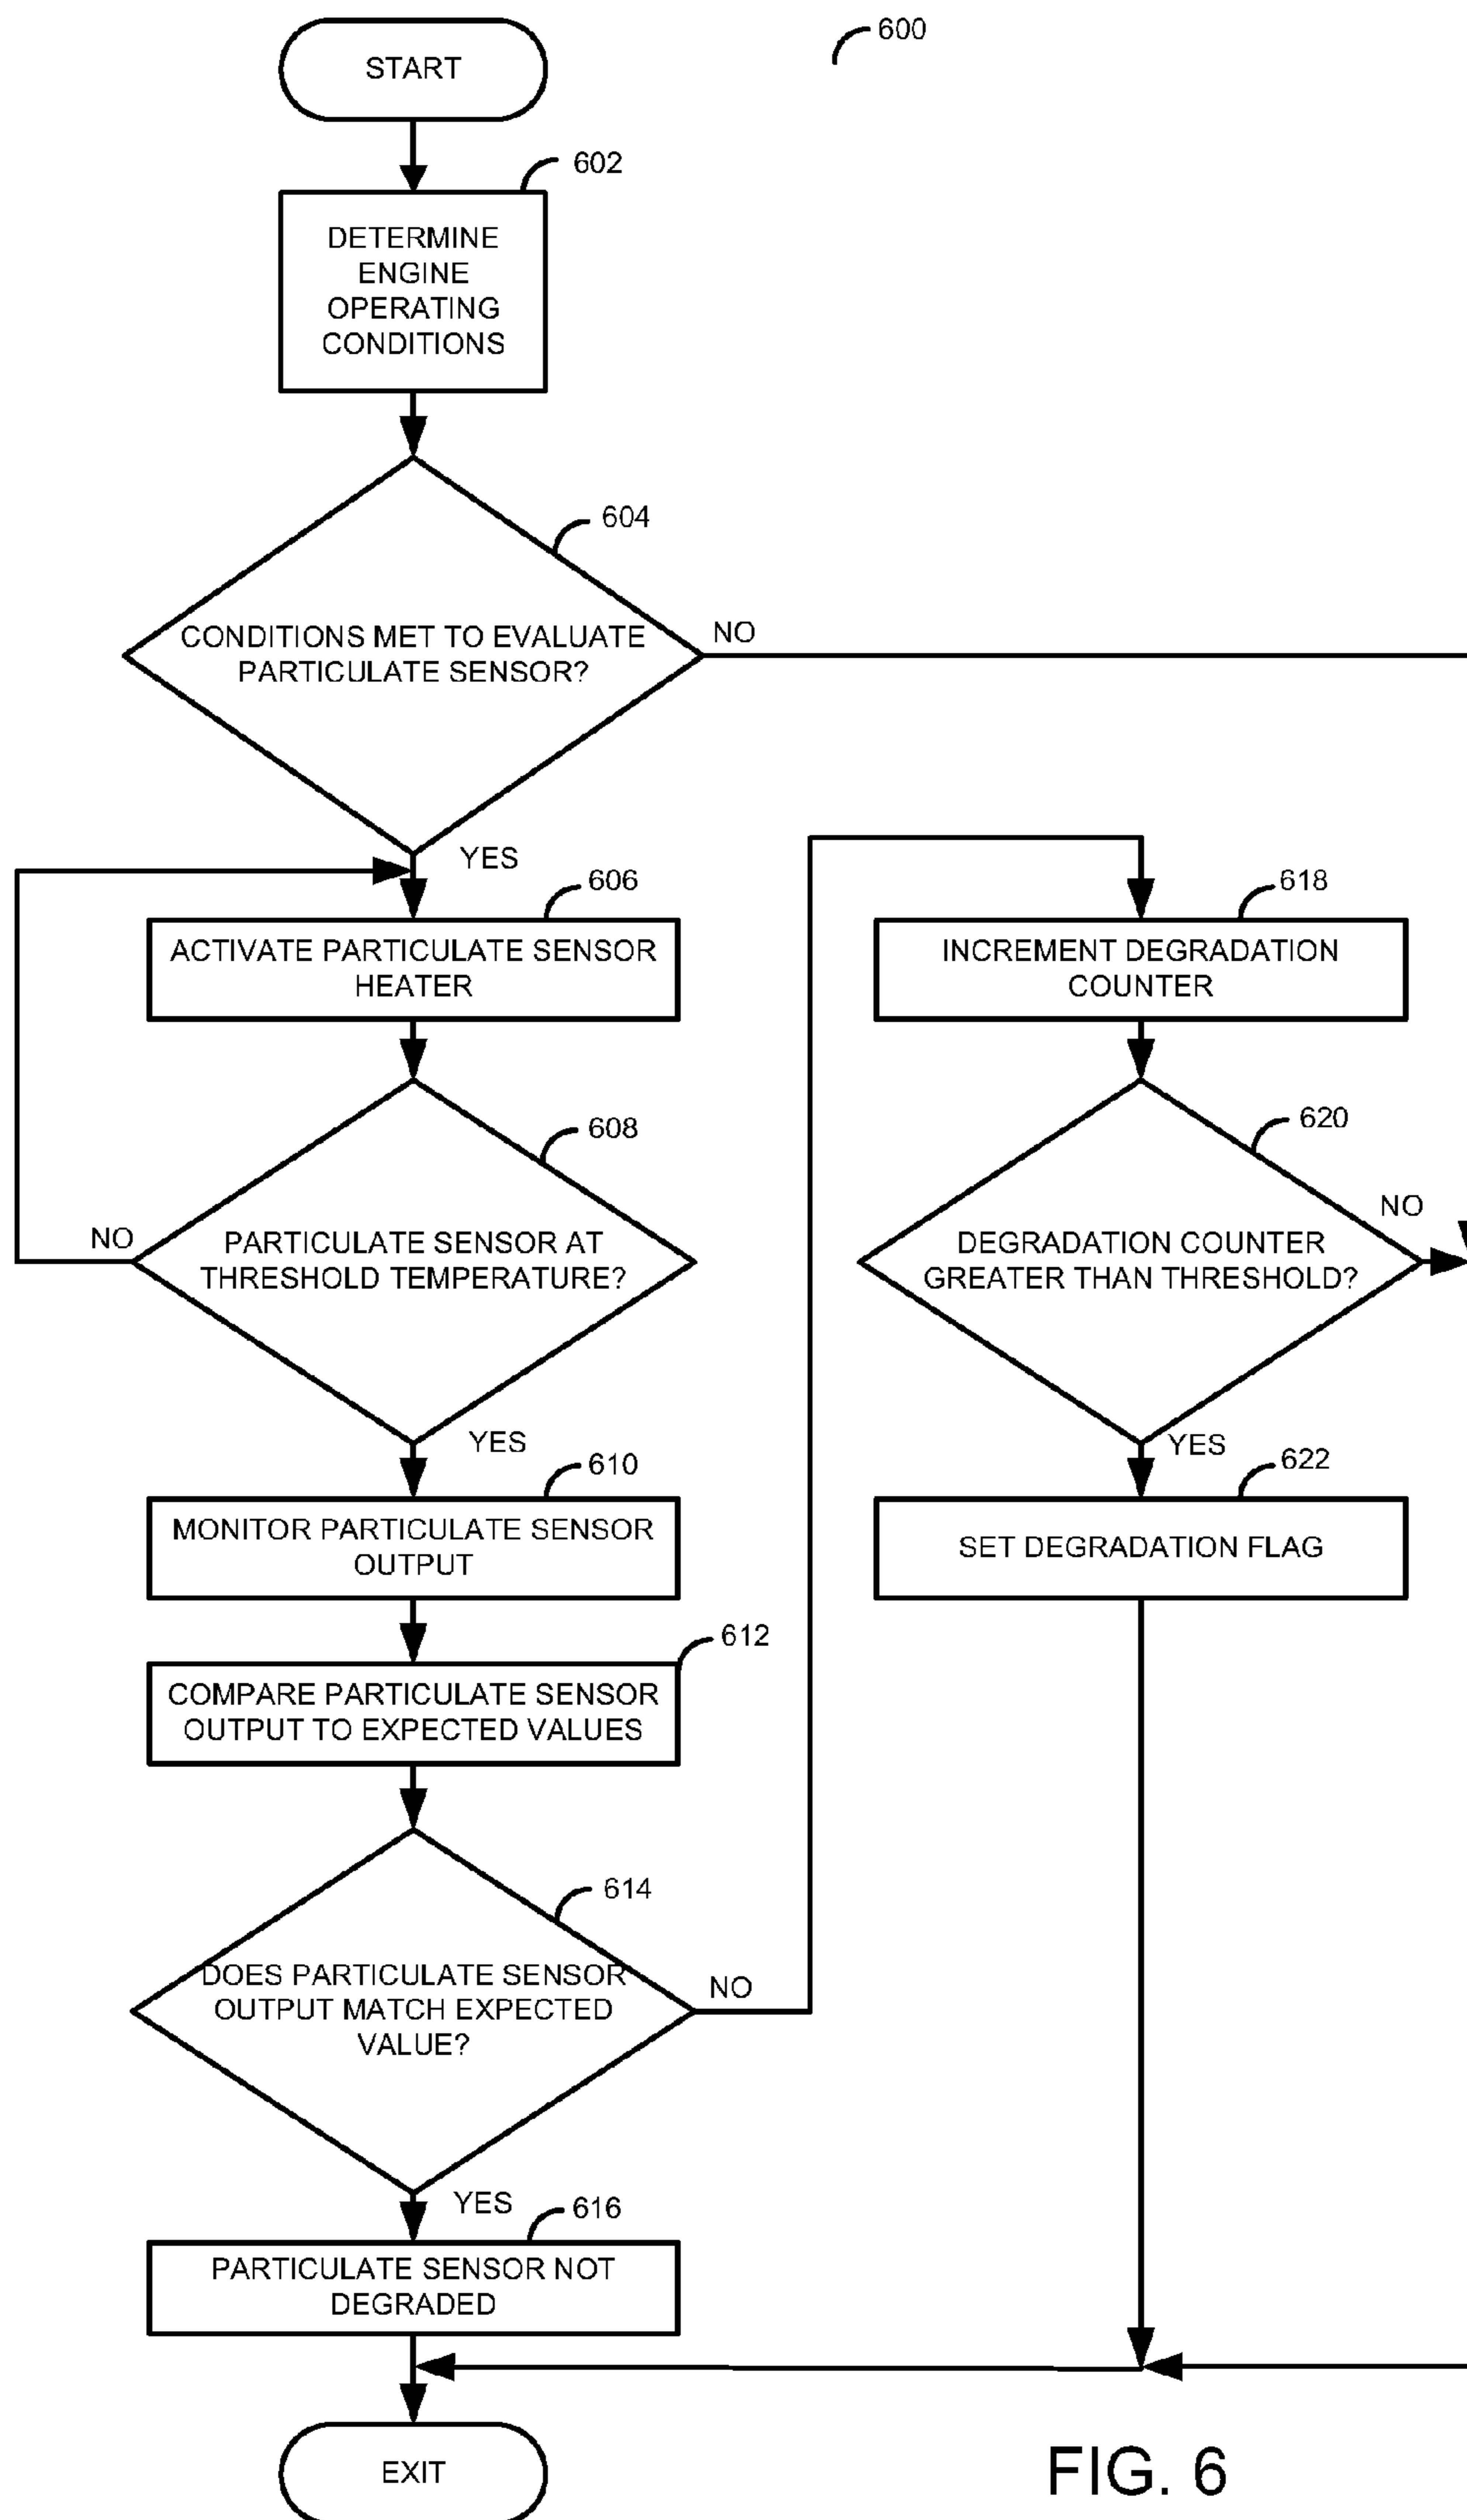 START
600
602
DETERMINE
ENGINE
OPERATING
CONDITIONS
604
CONDITIONS MET TO EVALUATE
PARTICULATE SENSOR?
NO
YES
606
ACTIVATE PARTICULATE SENSOR
HEATER
608
PARTICULATE SENSOR AT
THRESHOLD TEMPERATURE?
NO
YES
610
MONITOR PARTICULATE SENSOR
OUTPUT
612
COMPARE PARTICULATE SENSOR
OUTPUT TO EXPECTED VALUES
614
DOES PARTICULATE SENSOR
OUTPUT MATCH EXPECTED
VALUE?
NO
YES
616
PARTICULATE SENSOR NOT
DEGRADED
618
INCREMENT DEGRADATION
COUNTER
620
DEGRADATION COUNTER
GREATER THAN THRESHOLD?
NO
YES
622
SET DEGRADATION FLAG
EXIT
FIG. 6